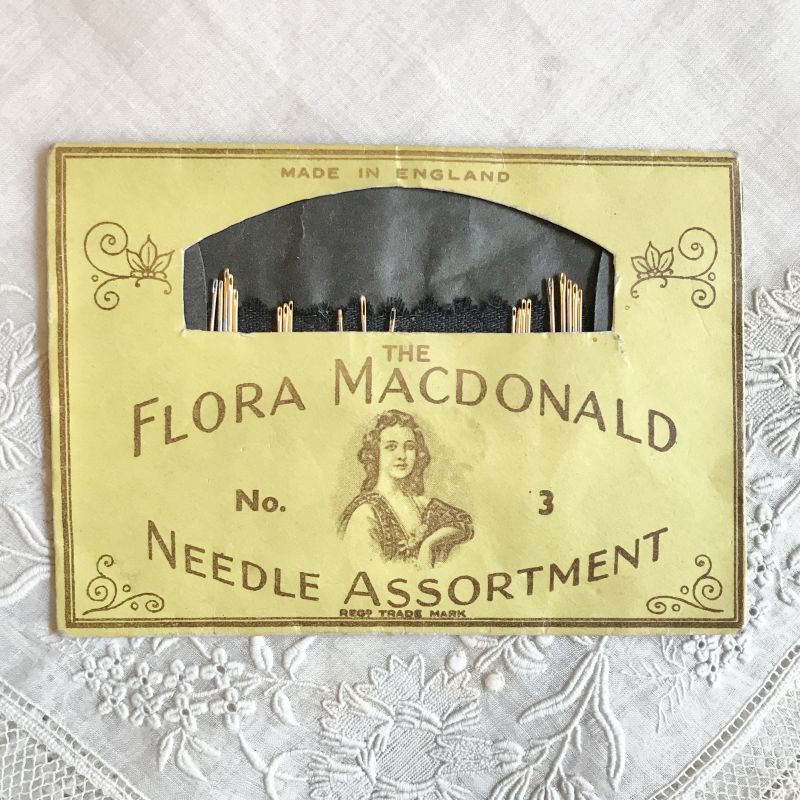 MADE IN ENGLAND
THE
FLORA MACDONALD
No. 3
NEEDLE ASSORTMENT
REGD TRADE MARK